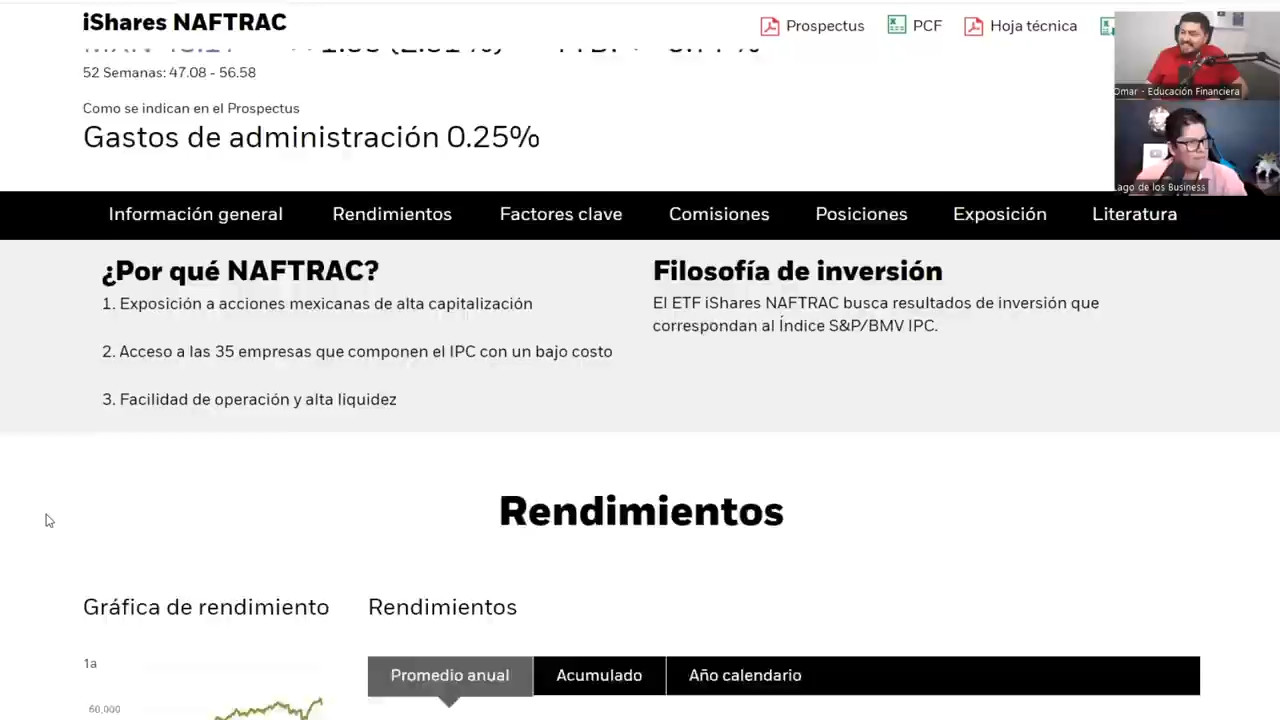 iShares NAFTRAC
Prospectus
PCF
Hoja técnica
52 Semanas: 47.08 - 56.58
Omar - Educación Financiera
Como se indican en el Prospectus
Gastos de administración 0.25%
Lago de los Business
Información general
Rendimientos
Factores clave
Comisiones
Posiciones
Exposición
Literatura
¿Por qué NAFTRAC?
1. Exposición a acciones mexicanas de alta capitalización
2. Acceso a las 35 empresas que componen el IPC con un bajo costo
3. Facilidad de operación y alta liquidez
Filosofía de inversión
El ETF iShares NAFTRAC busca resultados de inversión que
correspondan al Índice S&P/BMV IPC.
Rendimientos
Gráfica de rendimiento
Rendimientos
1a
60,000
Promedio anual
Acumulado
Año calendario